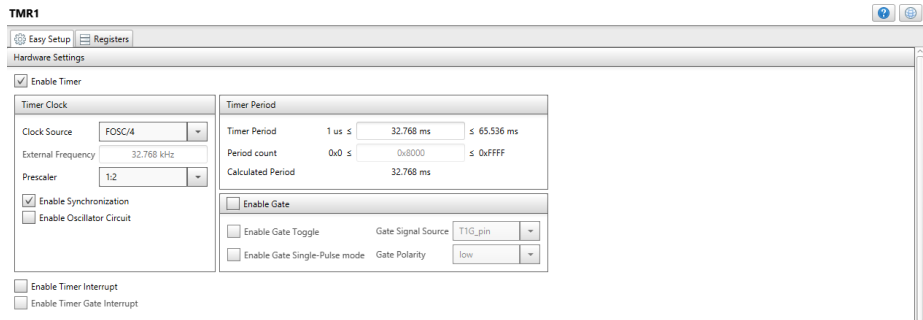 TMR1
Easy Setup Registers
Hardware Settings
Enable Timer
Timer Clock
Clock Source FOSC/4
External Frequency 32.768 kHz
Prescaler 1:2
Enable Synchronization
Enable Oscillator Circuit
Timer Period
Timer Period 1 us ≤ 32.768 ms ≤ 65.536 ms
Period count 0x0 ≤ 0x8000 ≤ 0xFFFF
Calculated Period 32.768 ms
Enable Gate
Enable Gate Toggle Gate Signal Source T1G_pin
Enable Gate Single-Pulse mode Gate Polarity low
Enable Timer Interrupt
Enable Timer Gate Interrupt